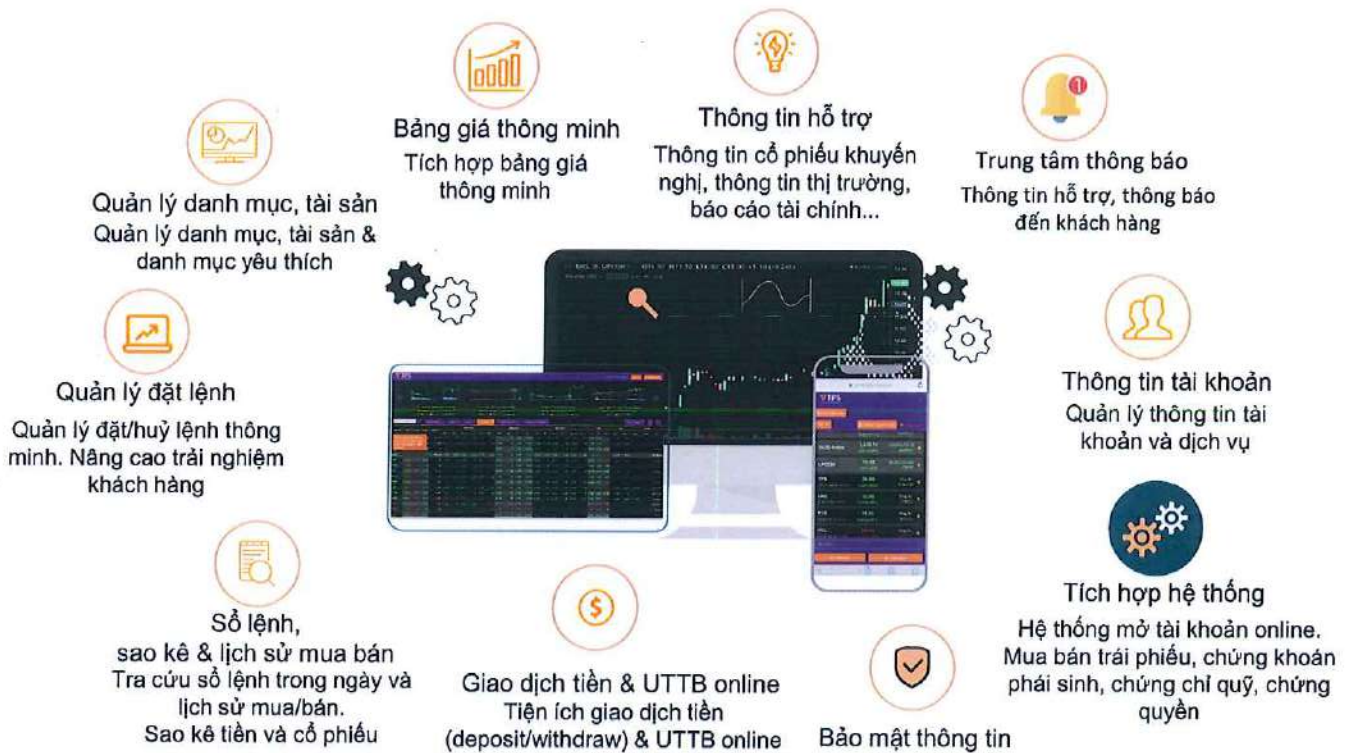 Bảng giá thông minh
Tích hợp bảng giá
thông minh
Thông tin hỗ trợ
Thông tin cổ phiếu khuyến
nghị, thông tin thị trường,
báo cáo tài chính...
1
Trung tâm thông báo
Thông tin hỗ trợ, thông báo
đến khách hàng
Quản lý danh mục, tài sản
Quản lý danh mục, tài sản &
danh mục yêu thích
Quản lý đặt lệnh
Quản lý đặt/huỷ lệnh thông
minh. Nâng cao trải nghiệm
khách hàng
TPS
Thông tin tài khoản
Quản lý thông tin tài
khoản và dịch vụ
Sổ lệnh,
sao kê & lịch sử mua bán
Tra cứu sổ lệnh trong ngày và
lịch sử mua/bán.
Sao kê tiền và cổ phiếu
$
Giao dịch tiền & UTTB online
Tiện ích giao dịch tiền
(deposit/withdraw) & UTTB online
Bảo mật thông tin
Tích hợp hệ thống
Hệ thống mở tài khoản online.
Mua bán trái phiếu, chứng khoán
phái sinh, chứng chỉ quỹ, chứng
quyền